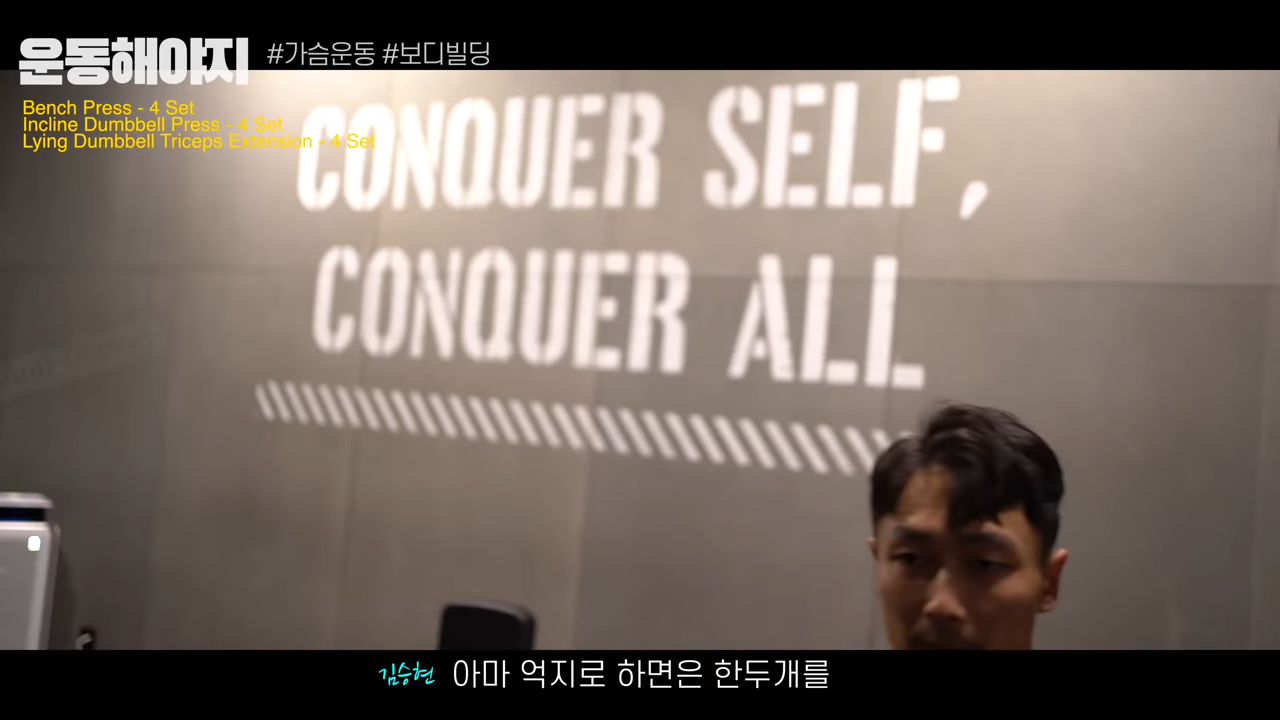 운동해야지 #가슴운동 #보디빌딩
Bench Press - 4 Set
Incline Dumbbell Press - 4 Set
Lying Dumbbell Triceps Extension - 4 Set
CONQUER SELF,
CONQUER ALL
김승현 아마 억지로 하면은 한두개를